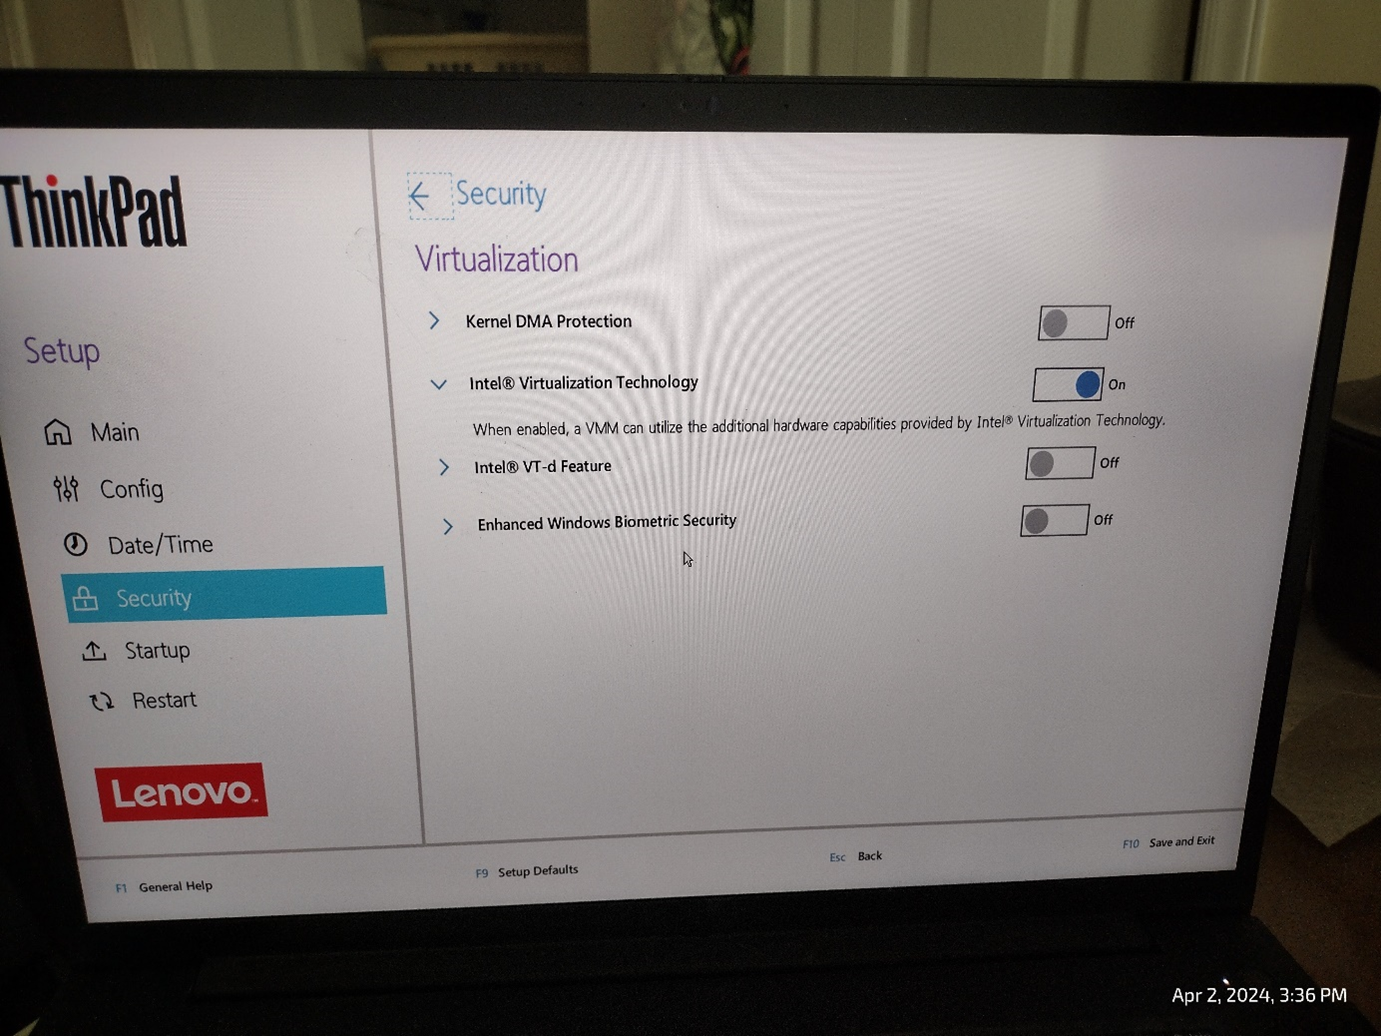 ThinkPad
Setup
Main
Config
Date/Time
Security
Startup
Restart
Lenovo
Security
Virtualization
Kernel DMA Protection Off
Intel® Virtualization Technology On
When enabled, a VMM can utilize the additional hardware capabilities provided by Intel® Virtualization Technology.
Intel® VT-d Feature Off
Enhanced Windows Biometric Security Off
F1 General Help F9 Setup Defaults Esc Back F10 Save and Exit
Apr 2, 2024, 3:36 PM